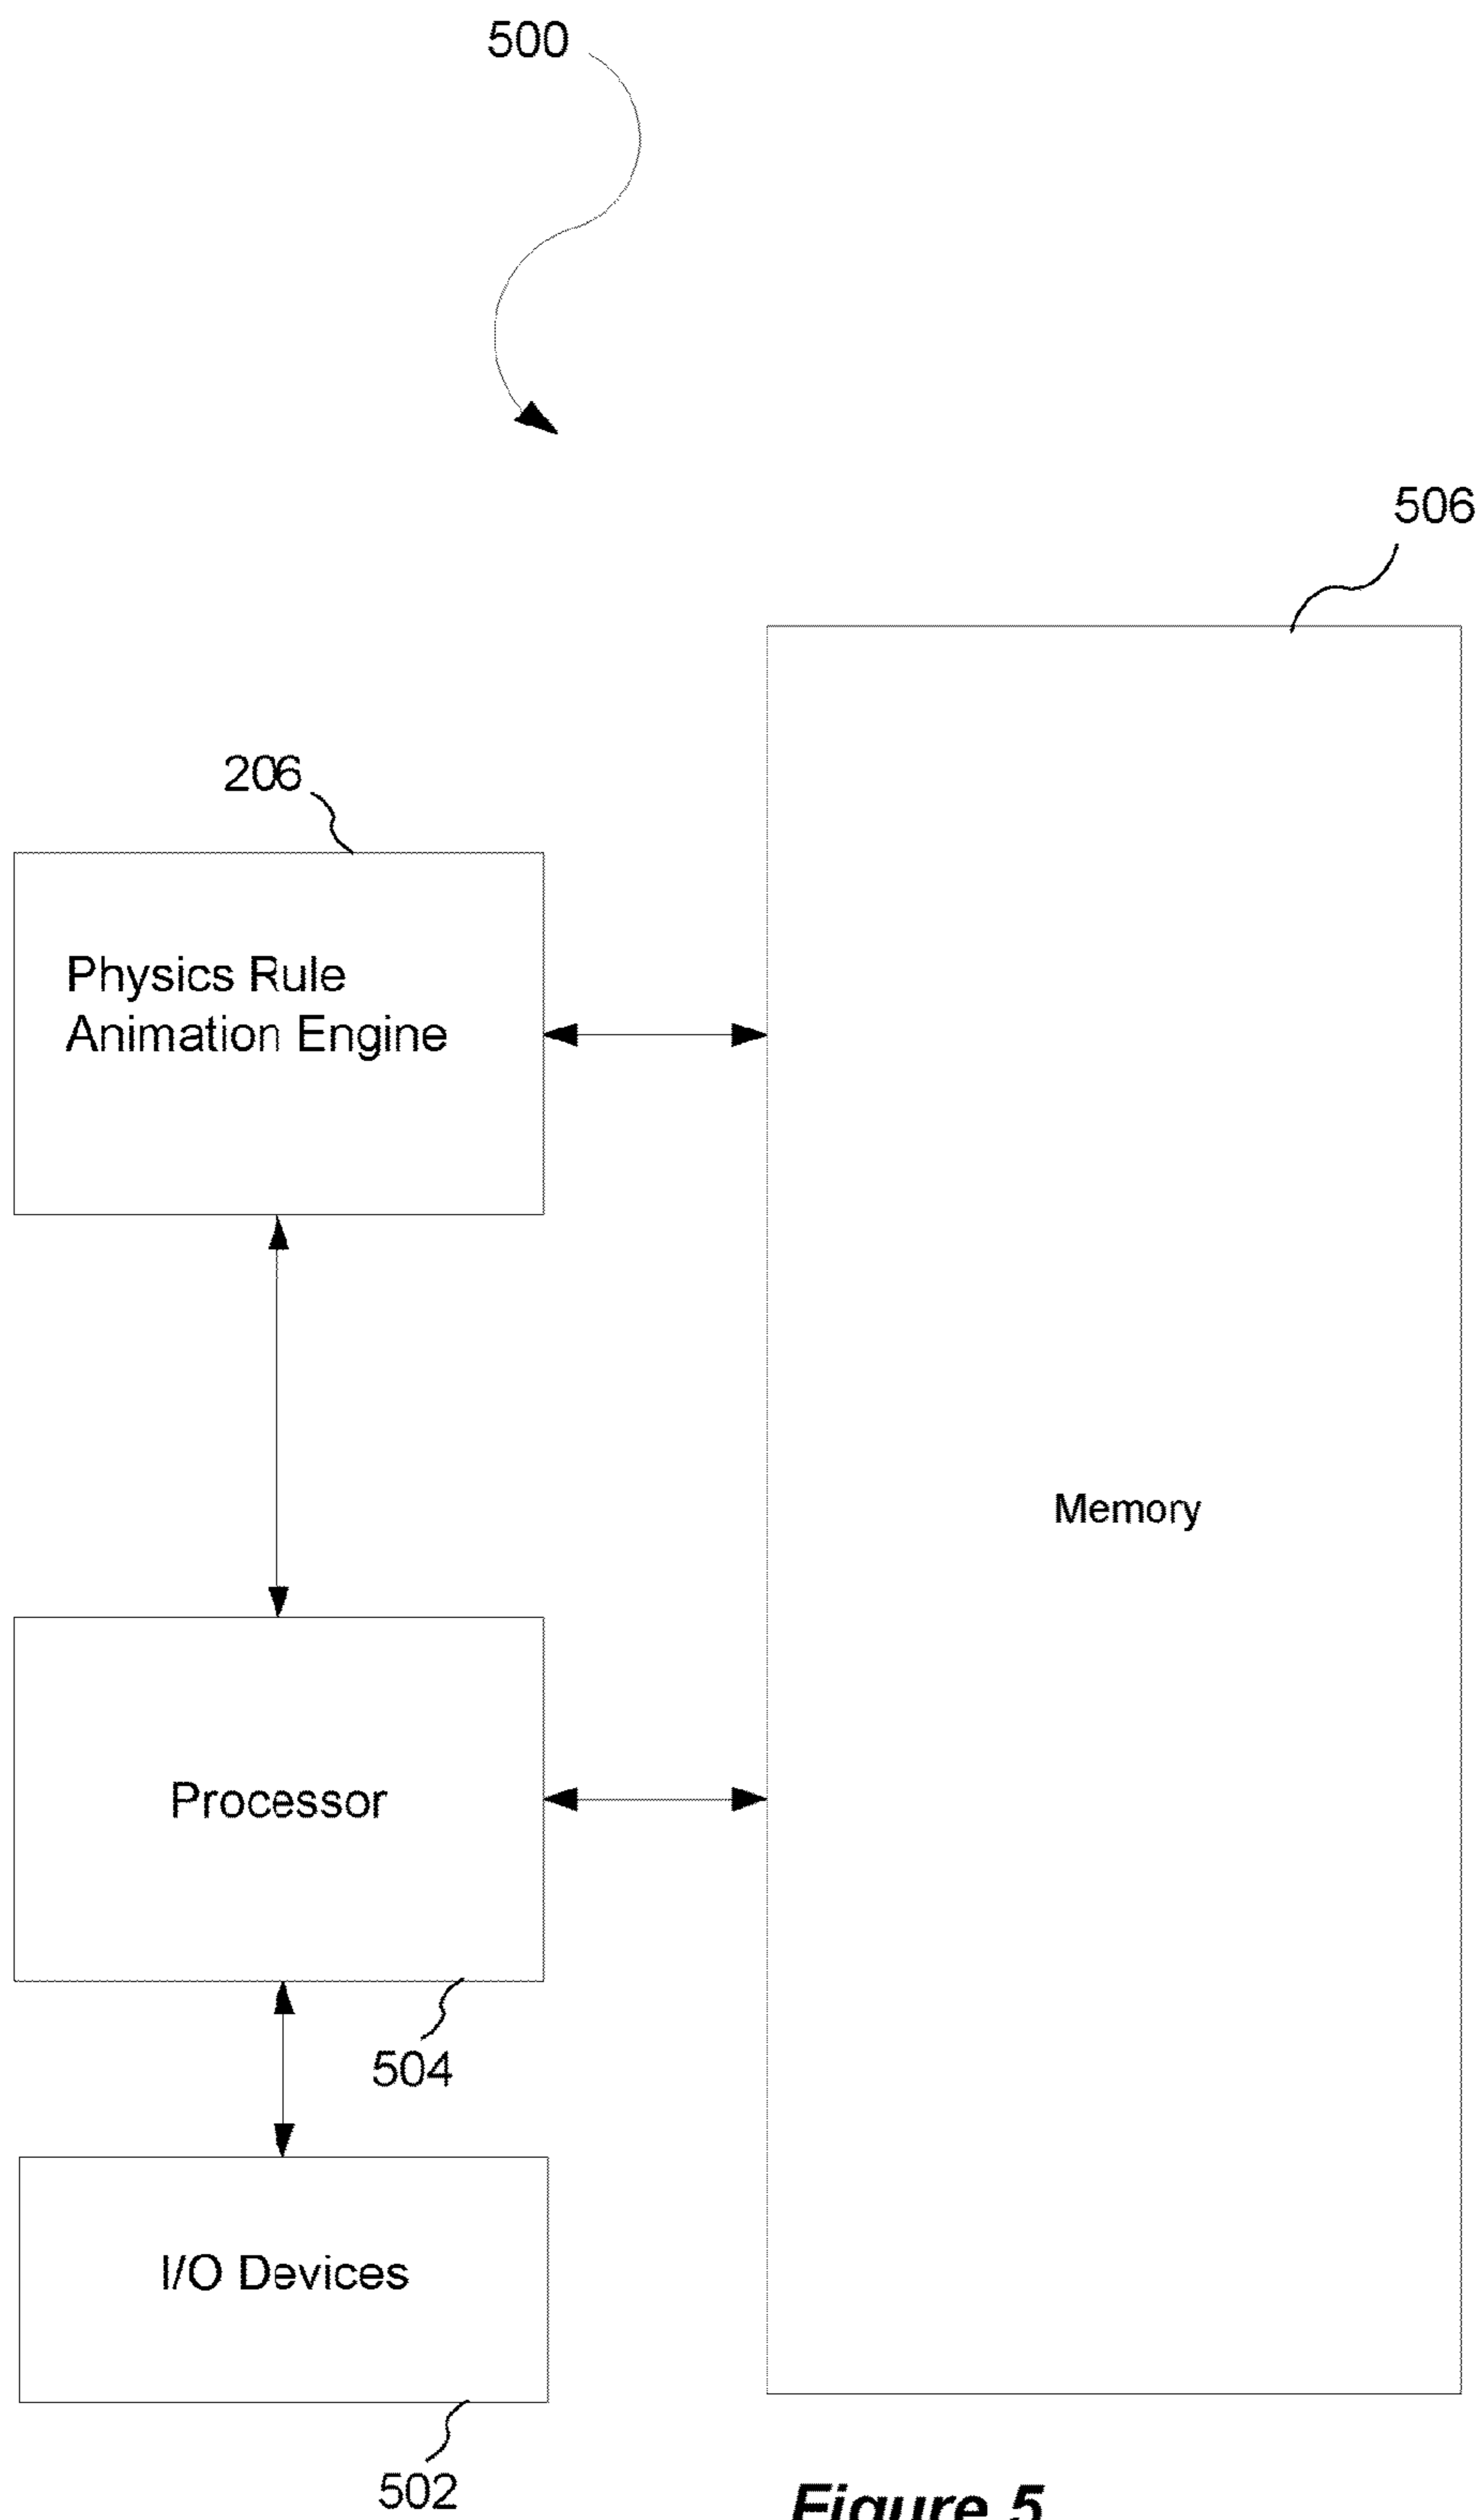 500
506
206
Physics Rule
Animation Engine
Memory
Processor
504
I/O Devices
502
Figure 5